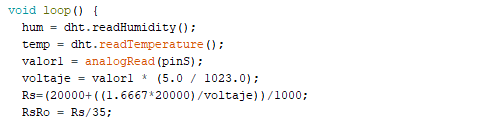 void loop() {
hum = dht.readHumidity();
temp = dht.readTemperature();
valor1 = analogRead(pinS);
voltaje = valor1 * (5.0 / 1023.0);
Rs=(20000+((1.6667*20000)/voltaje))/1000;
RsRo = Rs/35;